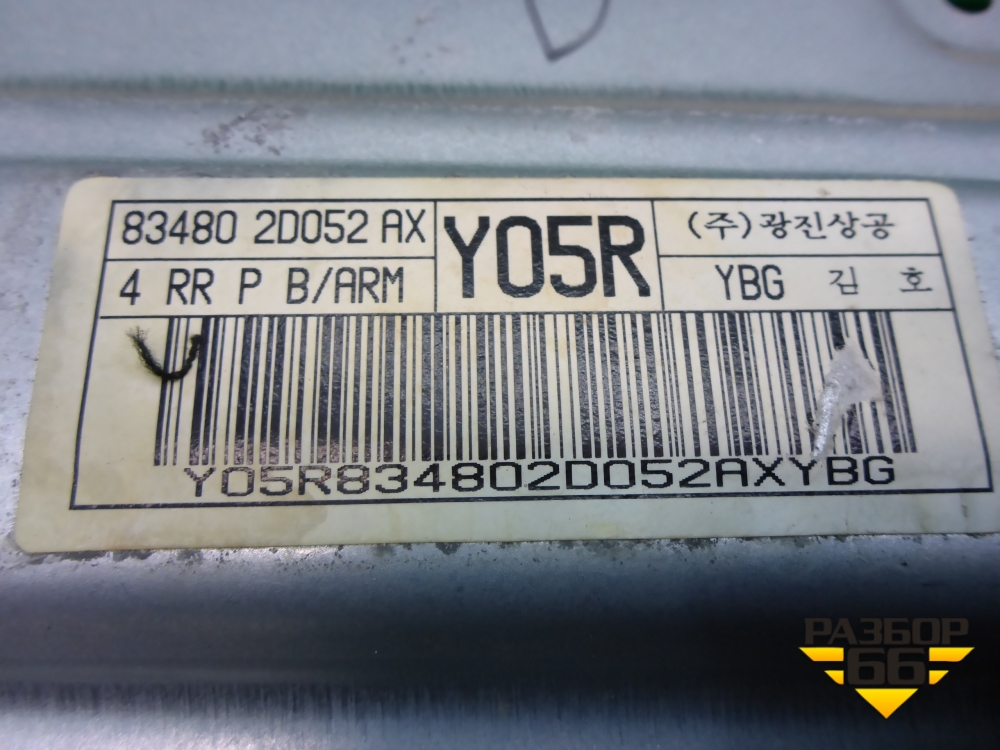 83480 2D052 AX
Y05R
(주)광진상공
4 RR P B/ARM
YBG 김 호
Y05R834802D052AXYBG
РАЗБОР
66